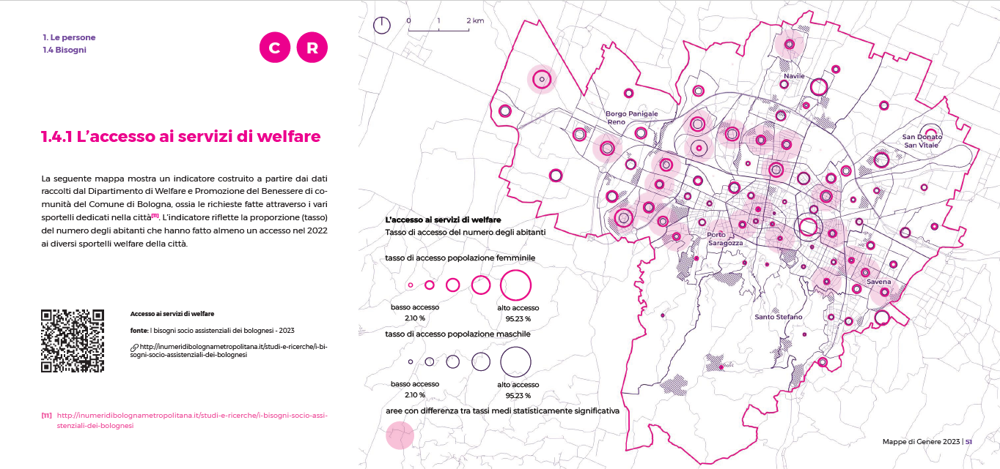 1. Le persone
1.4 Bisogni
C R
1.4.1 L'accesso ai servizi di welfare
La seguente mappa mostra un indicatore costruito a partire dai dati
raccolti dal Dipartimento di Welfare e Promozione del Benessere di co-
munità del Comune di Bologna, ossia le richieste fatte attraverso i vari
sportelli dedicati nella città[11]. L'indicatore riflette la proporzione (tasso)
del numero degli abitanti che hanno fatto almeno un accesso nel 2022
ai diversi sportelli welfare della città.
Accesso ai servizi di welfare
fonte: I bisogni socio assistenziali dei bolognesi - 2023
http://inumeridibolognametropolitana.it/studi-e-ricerche/i-bi-
sogni-socio-assistenziali-dei-bolognesi
[11] http://inumeridibolognametropolitana.it/studi-e-ricerche/i-bisogni-socio-assi-
stenziali-dei-bolognesi
0 1 2 km
Navile
Borgo Panigale
Reno
San Donato
San Vitale
Porto
Saragozza
Savena
Santo Stefano
L'accesso ai servizi di welfare
Tasso di accesso del numero degli abitanti
tasso di accesso popolazione femminile
basso accesso alto accesso
2.10 % 95.23 %
tasso di accesso popolazione maschile
basso accesso alto accesso
2.10 % 95.23 %
aree con differenza tra tassi medi statisticamente significativa
Mappe di Genere 2023 | 51